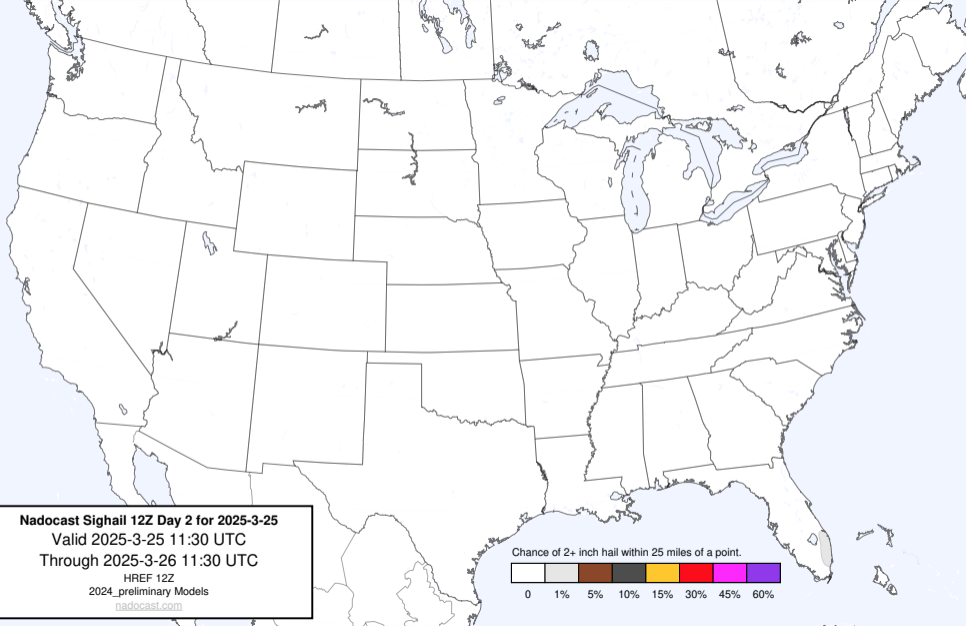 Nadocast Sighail 12Z Day 2 for 2025-3-25
Valid 2025-3-25 11:30 UTC
Through 2025-3-26 11:30 UTC
HREF 12Z
2024_preliminary Models
nadocast.com
Chance of 2+ inch hail within 25 miles of a point.
0 1% 5% 10% 15% 30% 45% 60%